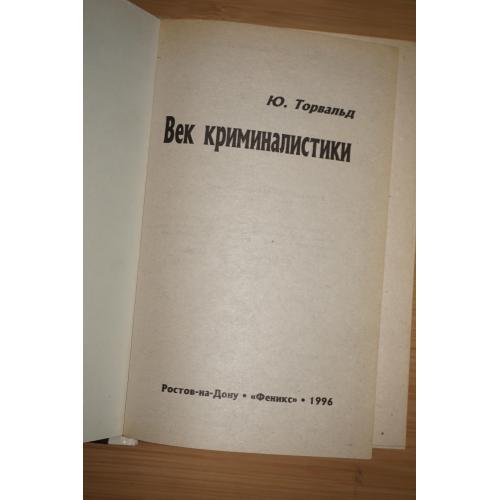 Ю. Торвальд
Век криминалистики
Ростов-на-Дону • «Феникс» • 1996